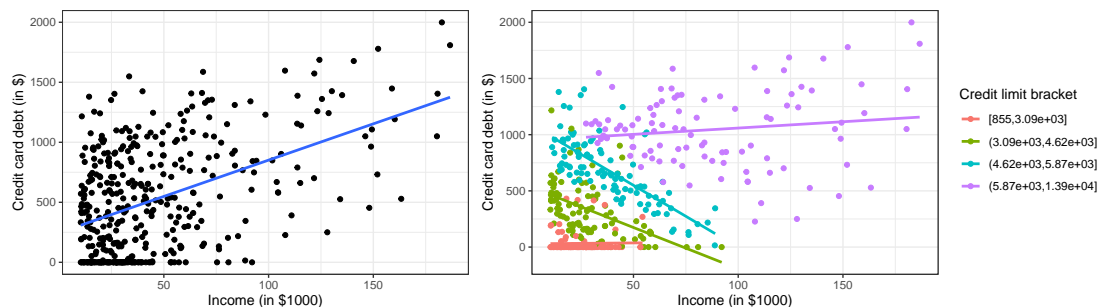 2000
1500
1000
500
0
Credit card debt (in $)
50
100
150
Income (in $1000)
2000
1500
1000
500
0
Credit card debt (in $)
50
100
150
Income (in $1000)
Credit limit bracket
[855,3.09e+03]
(3.09e+03,4.62e+03]
(4.62e+03,5.87e+03]
(5.87e+03,1.39e+04]